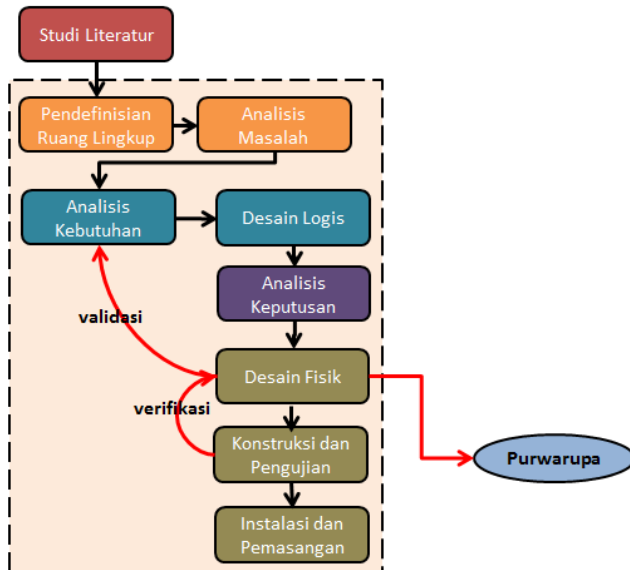 Studi Literatur
Pendefinisian
Ruang Lingkup
Analisis
Masalah
Analisis
Kebutuhan
Desain Logis
Analisis
Keputusan
validasi
Desain Fisik
verifikasi
Konstruksi dan
Pengujian
Purwarupa
Instalasi dan
Pemasangan